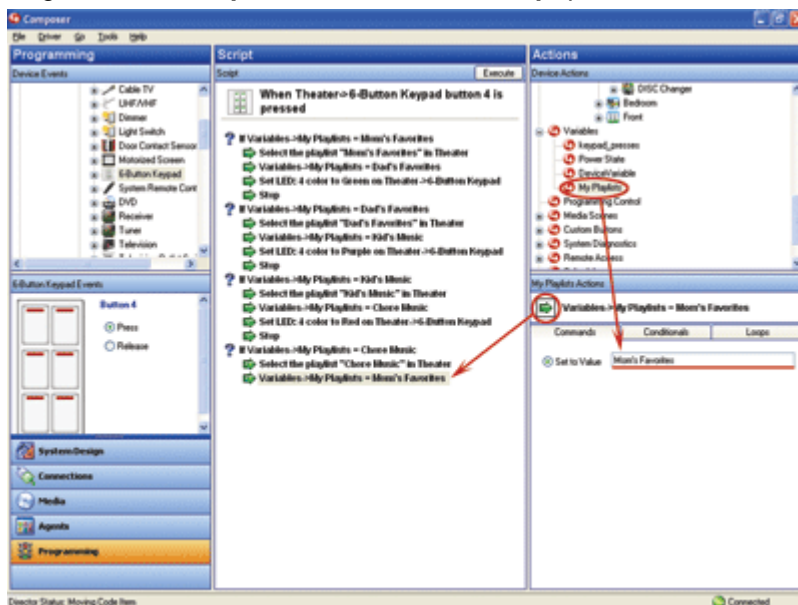 Composer
File Driver Go Tools Help
Programming
Device Events
Cable TV
UHF/VHF
Dimmer
Light Switch
Door Contact Sensor
Motorized Screen
6-Button Keypad
System Remote Cont
DVD
Receiver
Tuner
Television
6-Button Keypad Events
Button 4
Press
Release
System Design
Connections
Media
Agents
Programming
Script
Script
Execute
When Theater->6-Button Keypad button 4 is
pressed
If Variables->My Playlists = Mom's Favorites
Select the playlist "Mom's Favorites" in Theater
Variables->My Playlists = Dad's Favorites
Set LED: 4 color to Green on Theater->6-Button Keypad
Stop
If Variables->My Playlists = Dad's Favorites
Select the playlist "Dad's Favorites" in Theater
Variables->My Playlists = Kid's Music
Set LED: 4 color to Purple on Theater->6-Button Keypad
Stop
If Variables->My Playlists = Kid's Music
Select the playlist "Kid's Music" in Theater
Variables->My Playlists = Chore Music
Set LED: 4 color to Red on Theater->6-Button Keypad
Stop
If Variables->My Playlists = Chore Music
Select the playlist "Chore Music" in Theater
Variables->My Playlists = Mom's Favorites
Actions
Device Actions
DISC Changer
Bedroom
Front
Variables
keypad_presses
Power State
DeviceVariable
My Playlists
Programming Control
Media Scenes
Custom Buttons
System Diagnostics
Remote Access
My Playlists Actions
Variables->My Playlists = Mom's Favorites
Commands
Conditionals
Loops
Set to Value
Mom's Favorites
Director Status: Moving Code Item
Connected